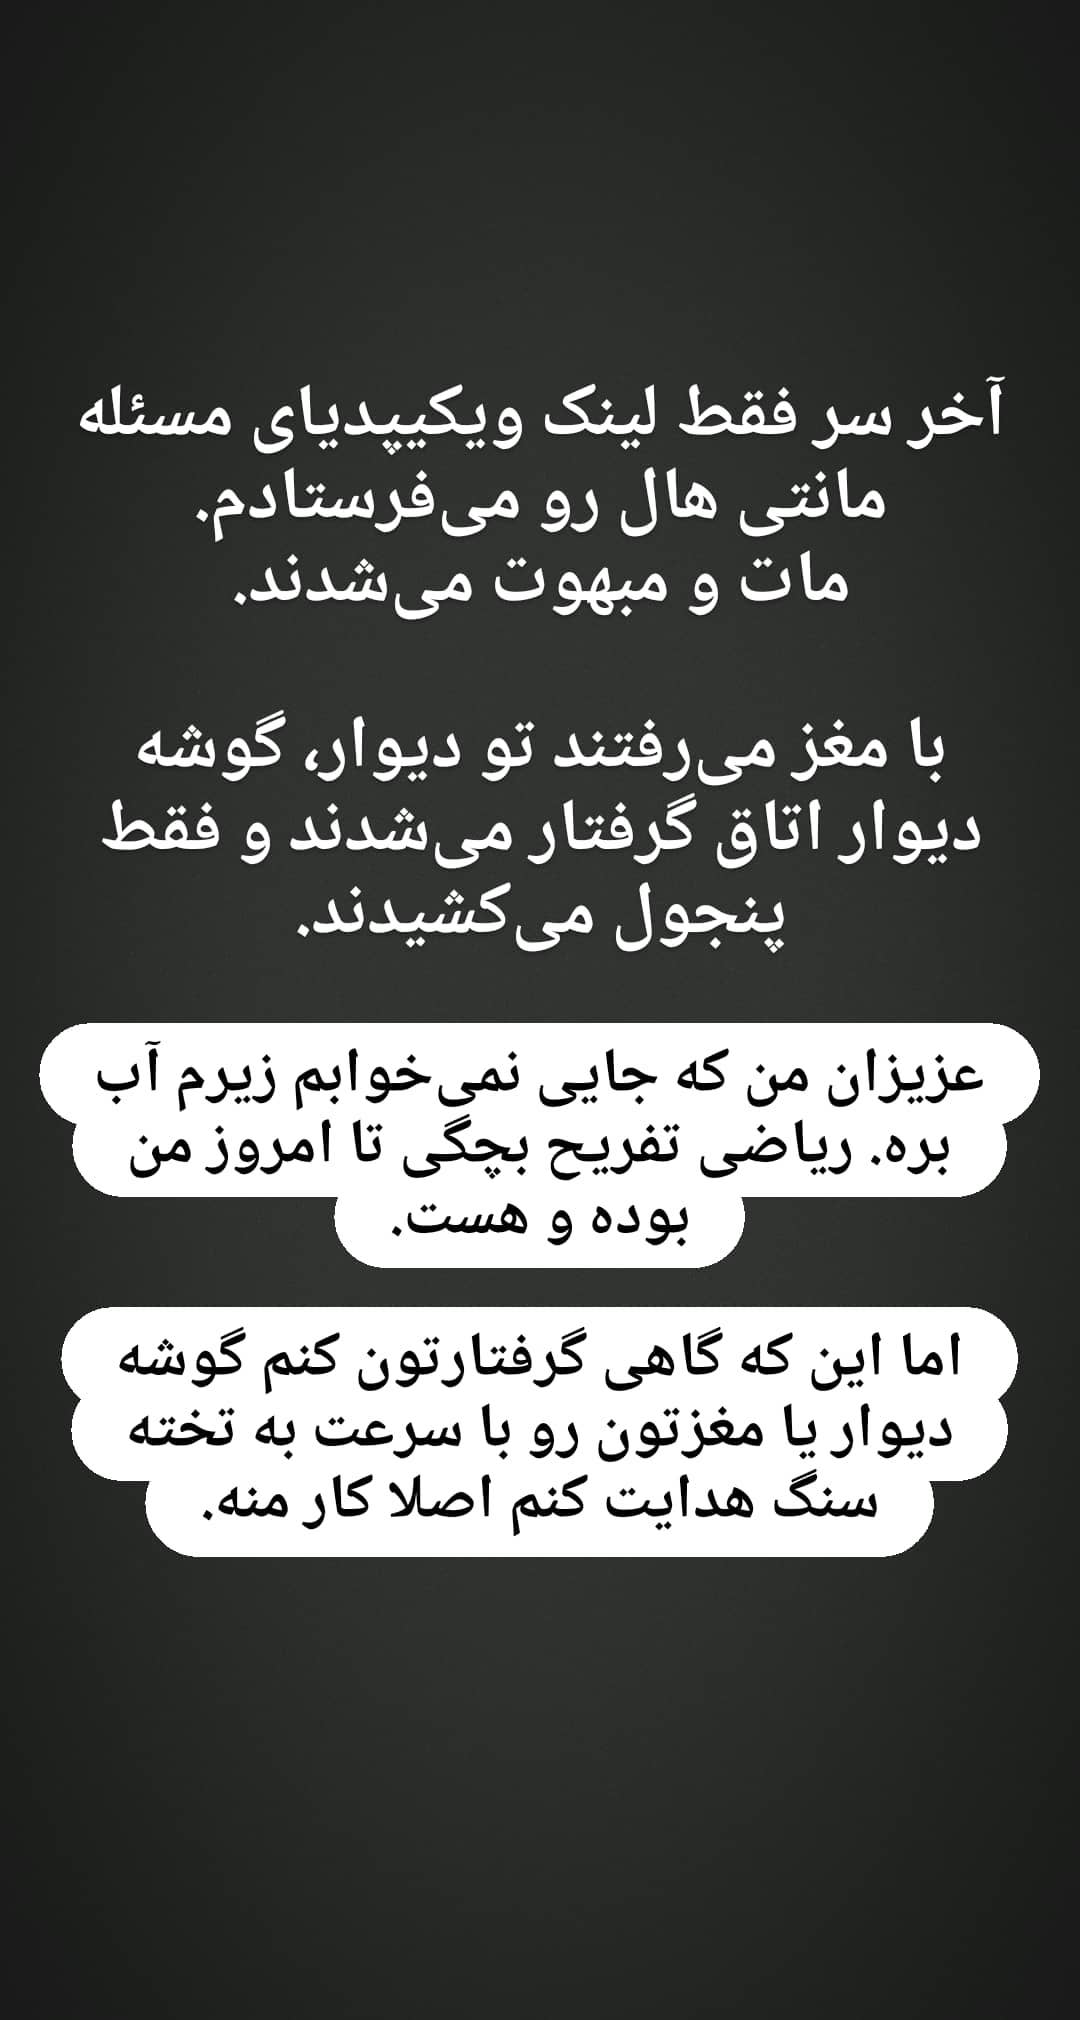 آخر سر فقط لینک ویکیپدیای مسئله
مانتی هال رو می‌فرستادم.
مات و مبهوت می‌شدند.
با مغز می‌رفتند تو دیوار، گوشه
دیوار اتاق گرفتار می‌شدند و فقط
پنجول می‌کشیدند.
عزیزان من که جایی نمی‌خوابم زیرم آب
بره. ریاضی تفریح بچگی تا امروز من
بوده و هست.
اما این که گاهی گرفتارتون کنم گوشه
دیوار یا مغزتون رو با سرعت به تخته
سنگ هدایت کنم اصلا کار منه.